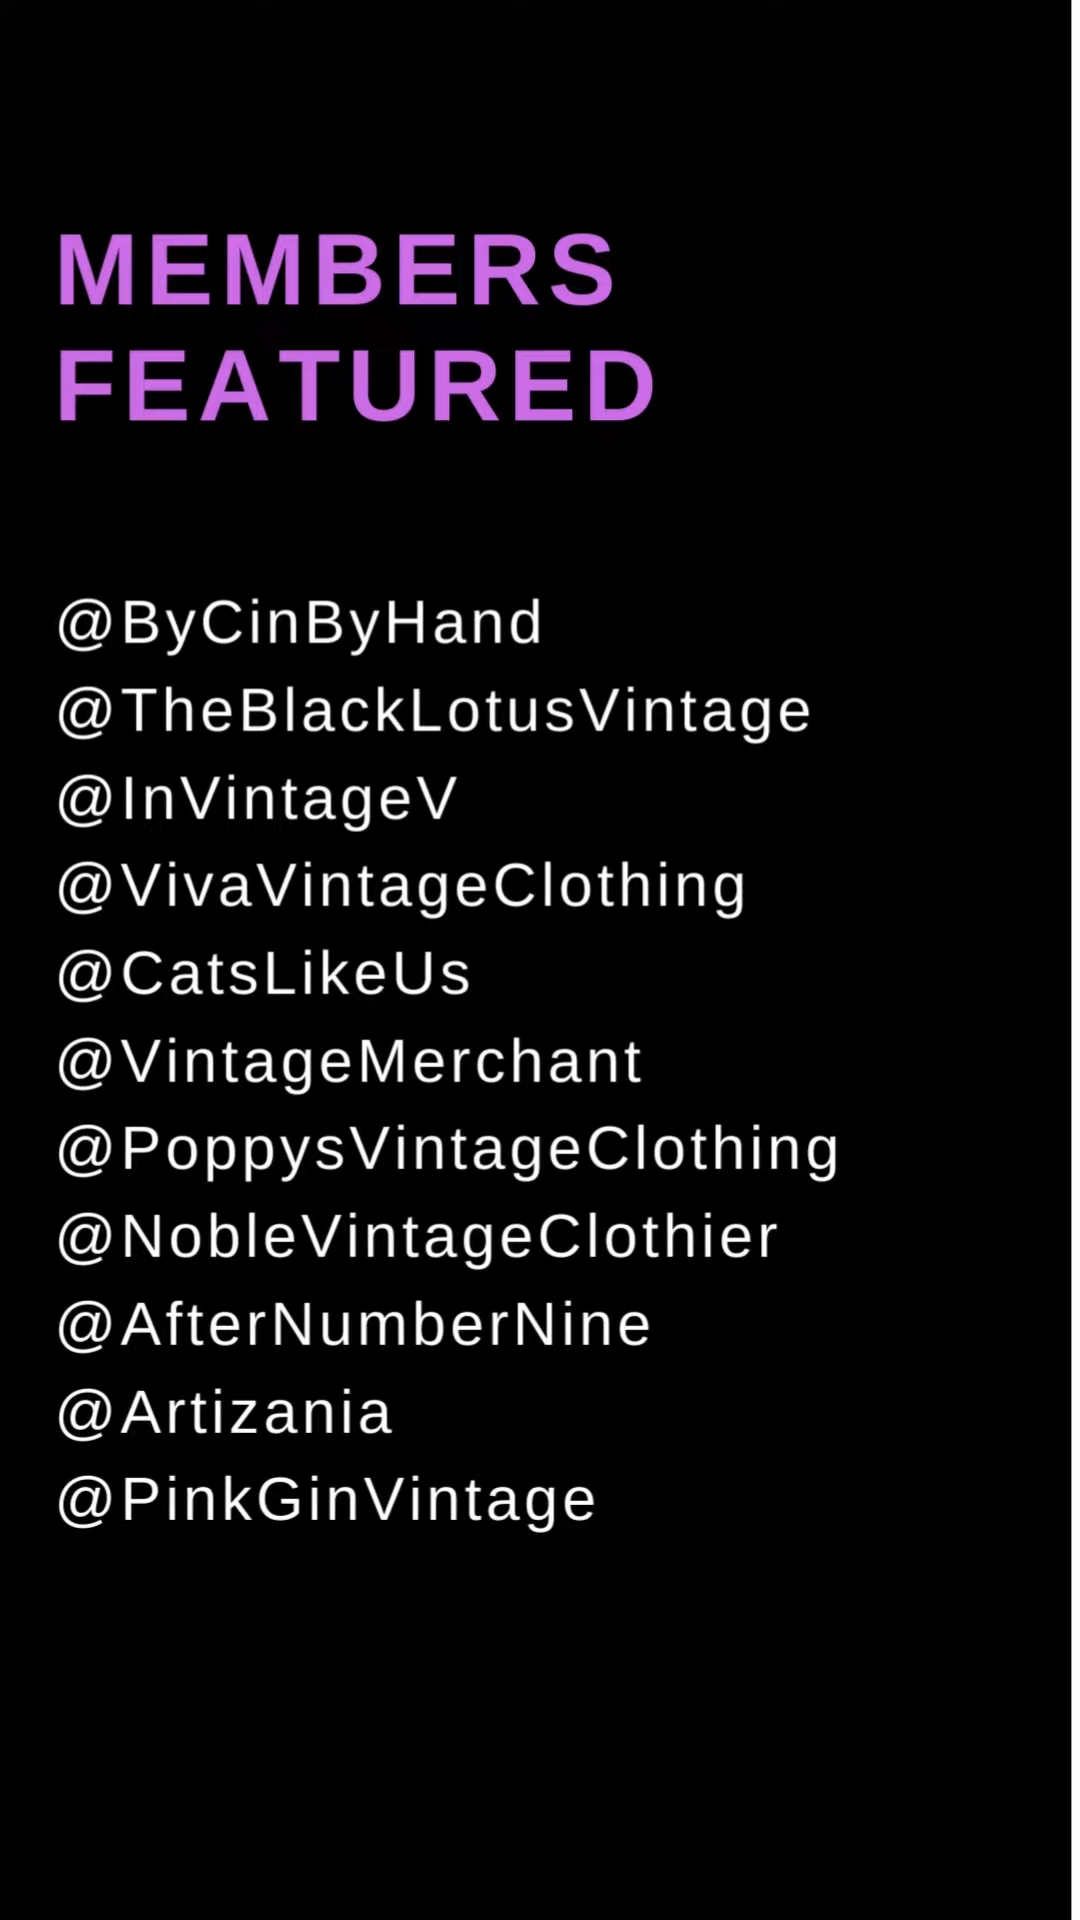 MEMBERS
FEATURED
@ByCinByHand
@TheBlackLotusVintage
@InVintageV
@VivaVintageClothing
@CatsLikeUs
@VintageMerchant
@PoppysVintageClothing
@NobleVintageClothier
@AfterNumberNine
@Artizania
@PinkGinVintage